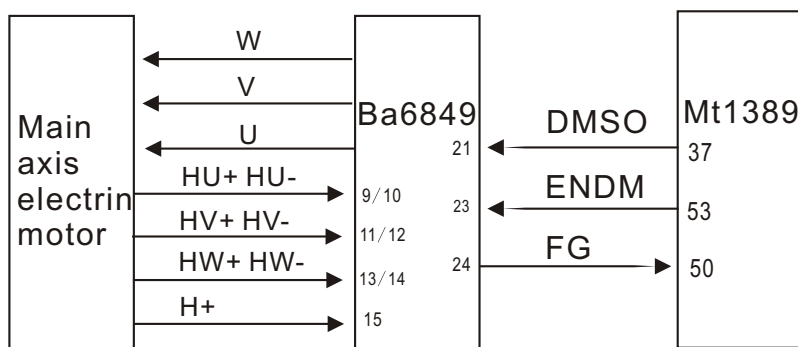 W
V
U
HU+ HU-
HV+ HV-
HW+ HW-
H+
Main
axis
electrin
motor
Ba6849
21
23
24
9/10
11/12
13/14
15
DMSO
ENDM
FG
Mt1389
37
53
50